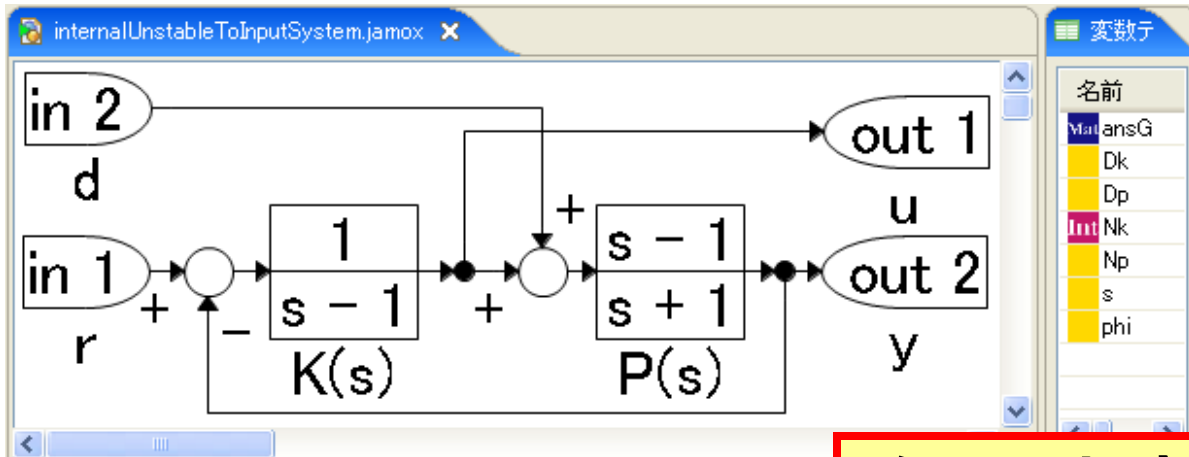 internalUnstableToInputSystem.jamox
変数テ
in 2
d
out 1
u
+
1
s - 1
K(s)
s - 1
s + 1
P(s)
in 1
r
+
-
+
out 2
y
名前
Mat ansG
Dk
Dp
Int Nk
Np
s
phi